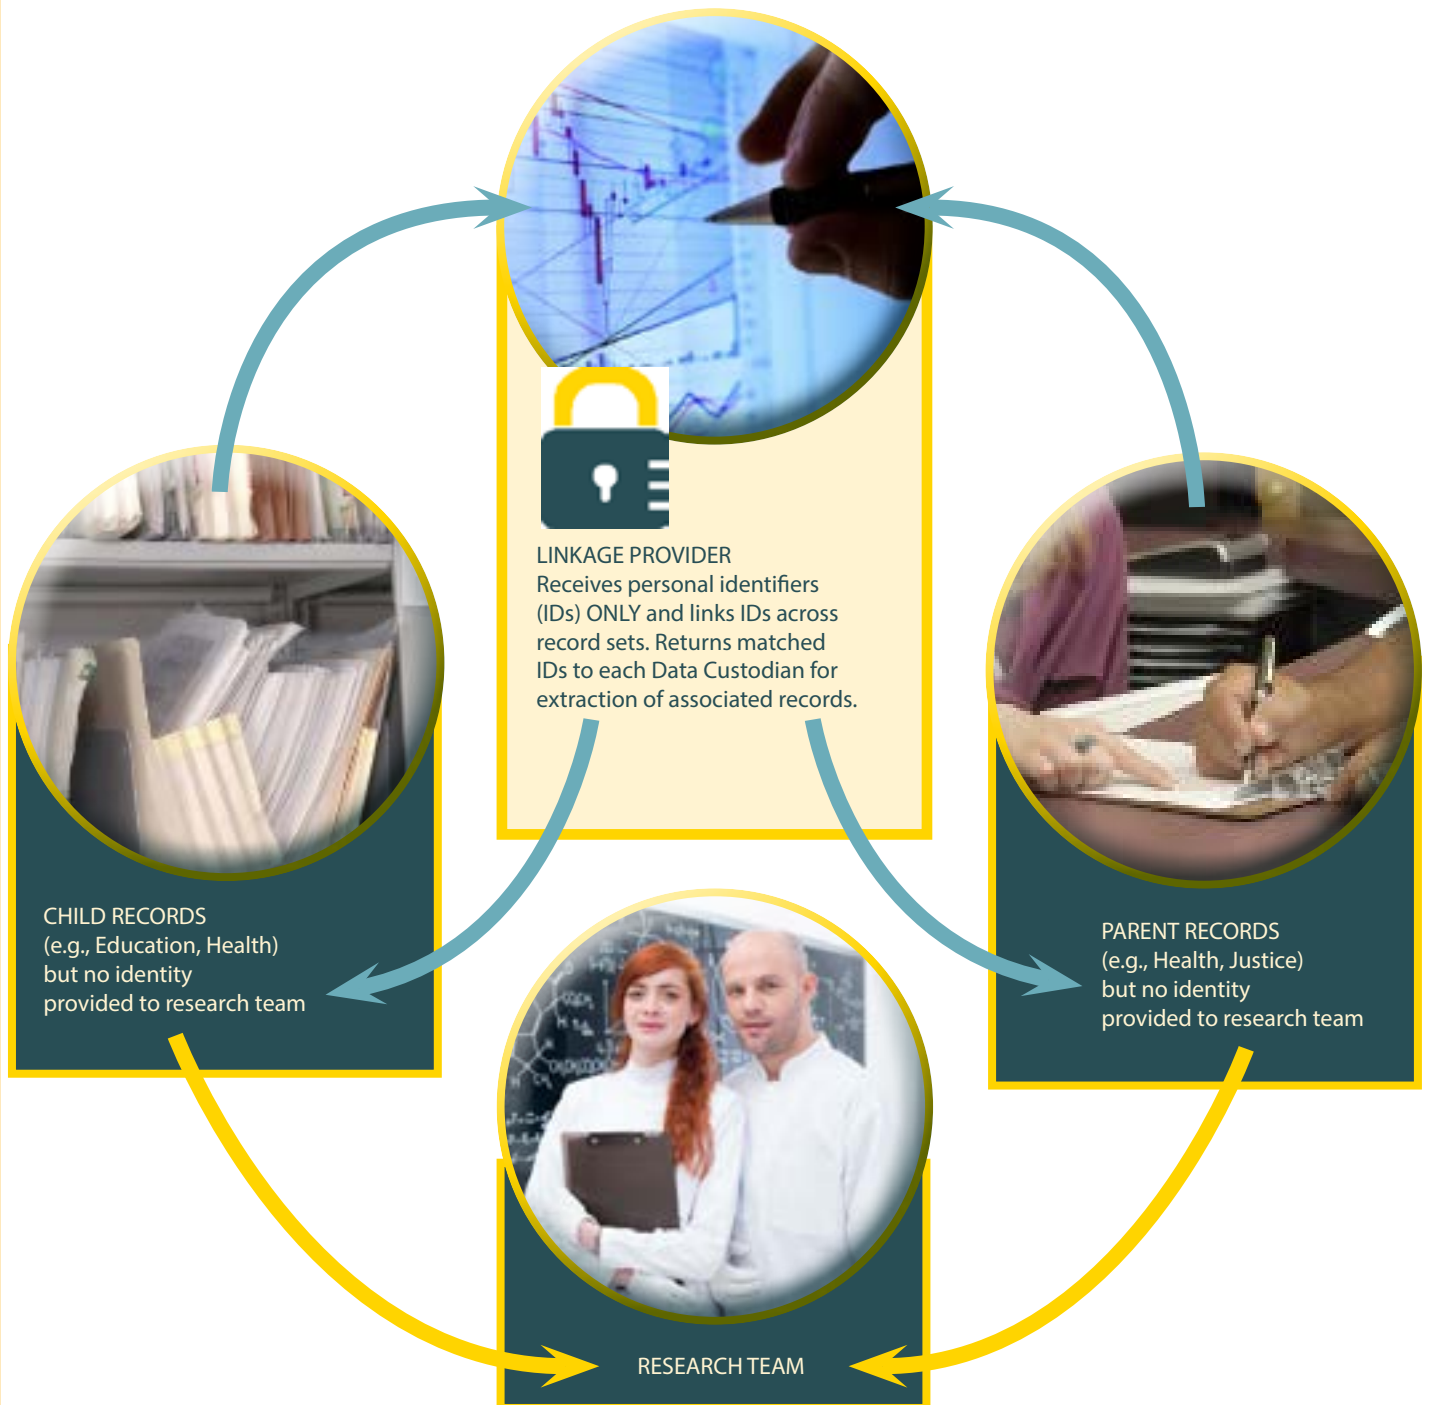 LINKAGE PROVIDER
Receives personal identifiers
(IDs) ONLY and links IDs across
record sets. Returns matched
IDs to each Data Custodian for
extraction of associated records.
CHILD RECORDS
(e.g., Education, Health)
but no identity
provided to research team
PARENT RECORDS
(e.g., Health, Justice)
but no identity
provided to research team
RESEARCH TEAM